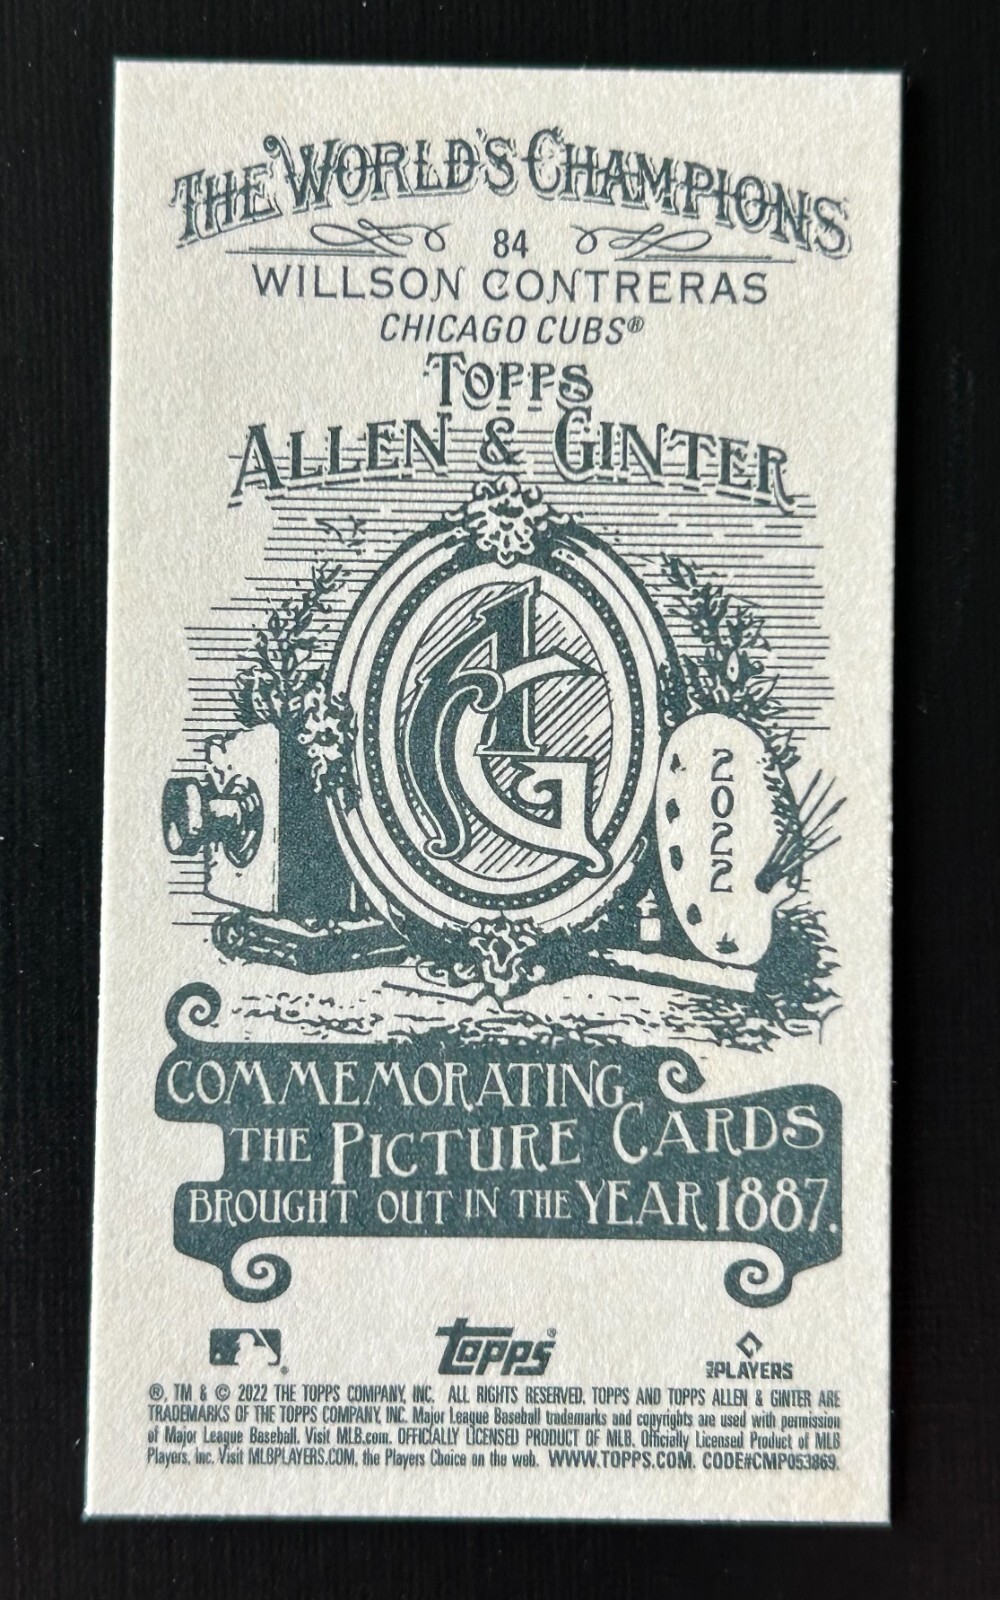 THE WORLD'S CHAMPIONS
84
WILLSON CONTRERAS
CHICAGO CUBS®
TOPPS
ALLEN & GINTER
AG
2022
COMMEMORATING
THE PICTURE CARDS
BROUGHT OUT IN THE YEAR 1887.
topps®
MLBPLAYERS
®, TM & © 2022 THE TOPPS COMPANY, INC. ALL RIGHTS RESERVED. TOPPS AND TOPPS ALLEN & GINTER ARE
TRADEMARKS OF THE TOPPS COMPANY, INC. Major League Baseball trademarks and copyrights are used with permission
of Major League Baseball. Visit MLB.com. OFFICIALLY LICENSED PRODUCT OF MLB. Officially Licensed Product of MLB
Players, Inc. Visit MLBPLAYERS.COM, the Players Choice on the web. WWW.TOPPS.COM. CODE#CMP053869.